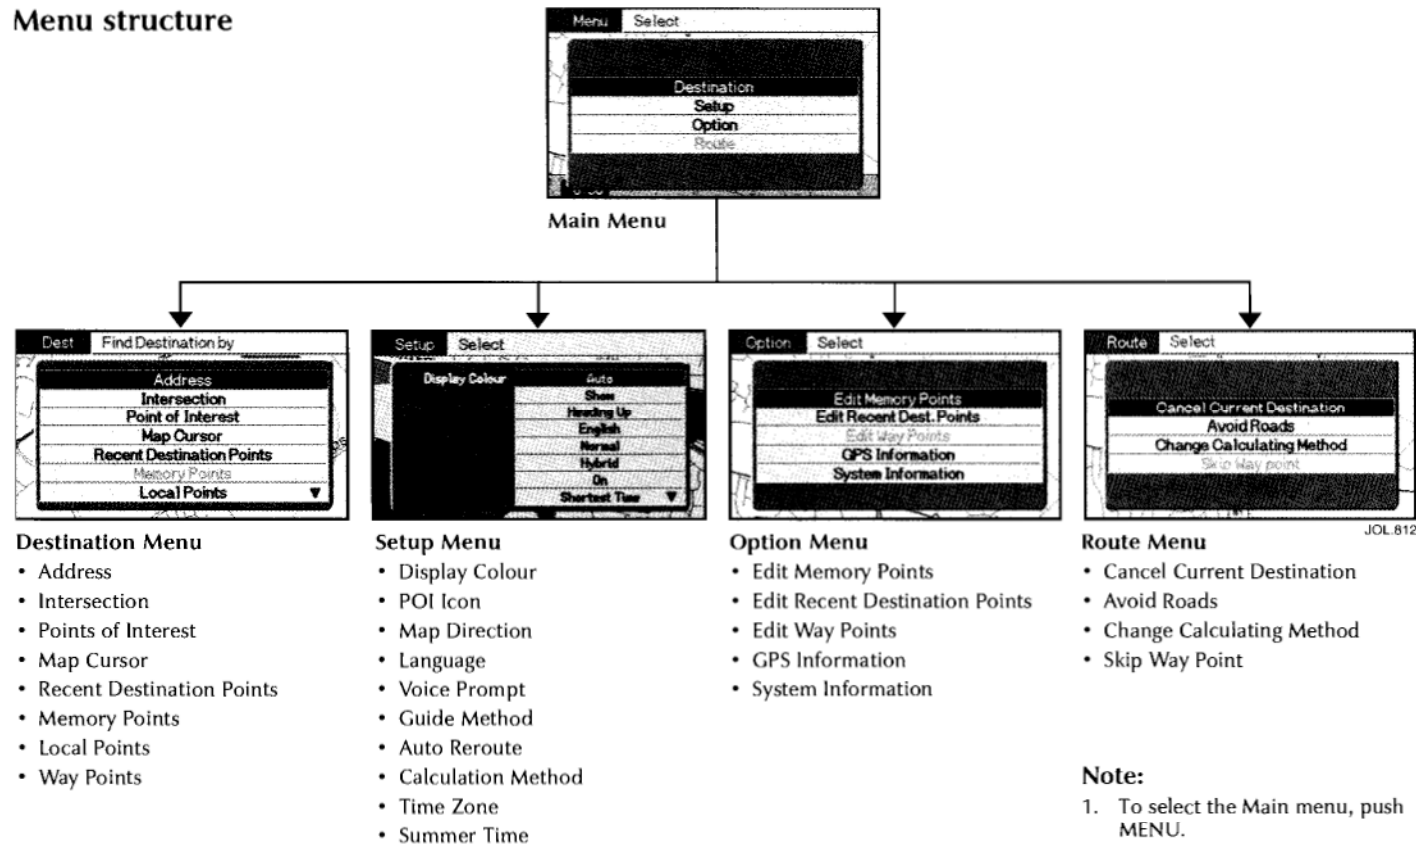 Menu structure
Menu Select
Destination
Setup
Option
Route
Main Menu
Dest Find Destination by
Address
Intersection
Point of Interest
Map Cursor
Recent Destination Points
Memory Points
Local Points ▼
Destination Menu
• Address
• Intersection
• Points of Interest
• Map Cursor
• Recent Destination Points
• Memory Points
• Local Points
• Way Points
Setup Select
Display Colour Auto
Show
Heading Up
English
Normal
Hybrid
On
Shortest Time ▼
Setup Menu
• Display Colour
• POI Icon
• Map Direction
• Language
• Voice Prompt
• Guide Method
• Auto Reroute
• Calculation Method
• Time Zone
• Summer Time
Option Select
Edit Memory Points
Edit Recent Dest. Points
Edit Way Points
GPS Information
System Information
Option Menu
• Edit Memory Points
• Edit Recent Destination Points
• Edit Way Points
• GPS Information
• System Information
Route Select
Cancel Current Destination
Avoid Roads
Change Calculating Method
Skip Way point
JOL.812
Route Menu
• Cancel Current Destination
• Avoid Roads
• Change Calculating Method
• Skip Way Point
Note:
1. To select the Main menu, push
MENU.